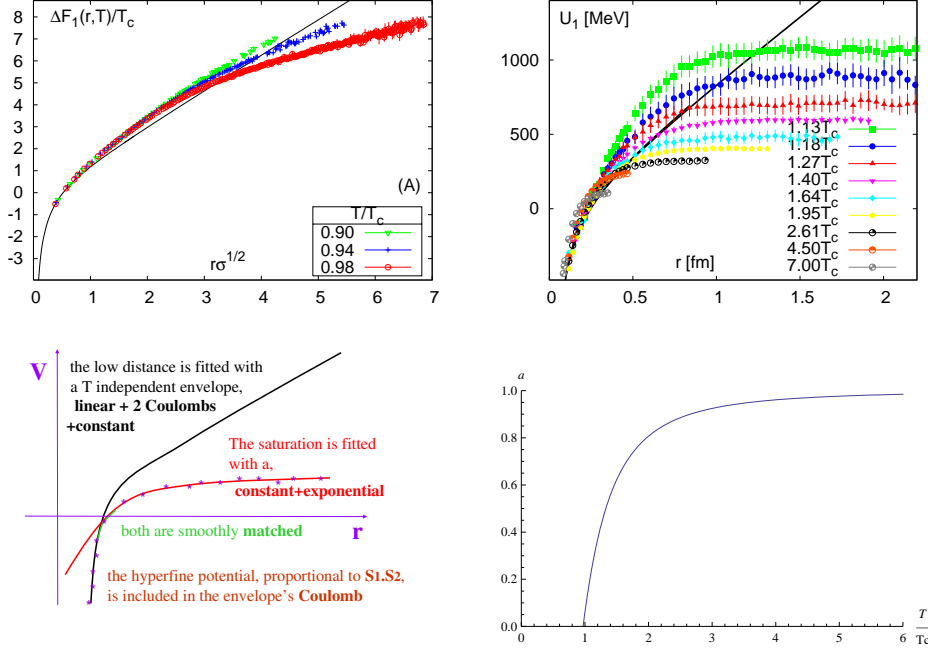 ΔF₁(r,T)/Tc
8
7
6
5
4
3
2
1
0
-1
-2
-3
(A)
T/Tc
0.90
0.94
0.98
rσ^1/2
0 1 2 3 4 5 6 7
U₁ [MeV]
1000
500
0
1.13Tc
1.18Tc
1.27Tc
1.40Tc
1.64Tc
1.95Tc
2.61Tc
4.50Tc
7.00Tc
r [fm]
0 0.5 1 1.5 2
V
the low distance is fitted with
a T independent envelope,
linear + 2 Coulombs
+constant
The saturation is fitted
with a,
constant+exponential
both are smoothly matched
r
the hyperfine potential, proportional to S1.S2,
is included in the envelope's Coulomb
a
1.0
0.8
0.6
0.4
0.2
0.0
0 1 2 3 4 5 6
T
Tc